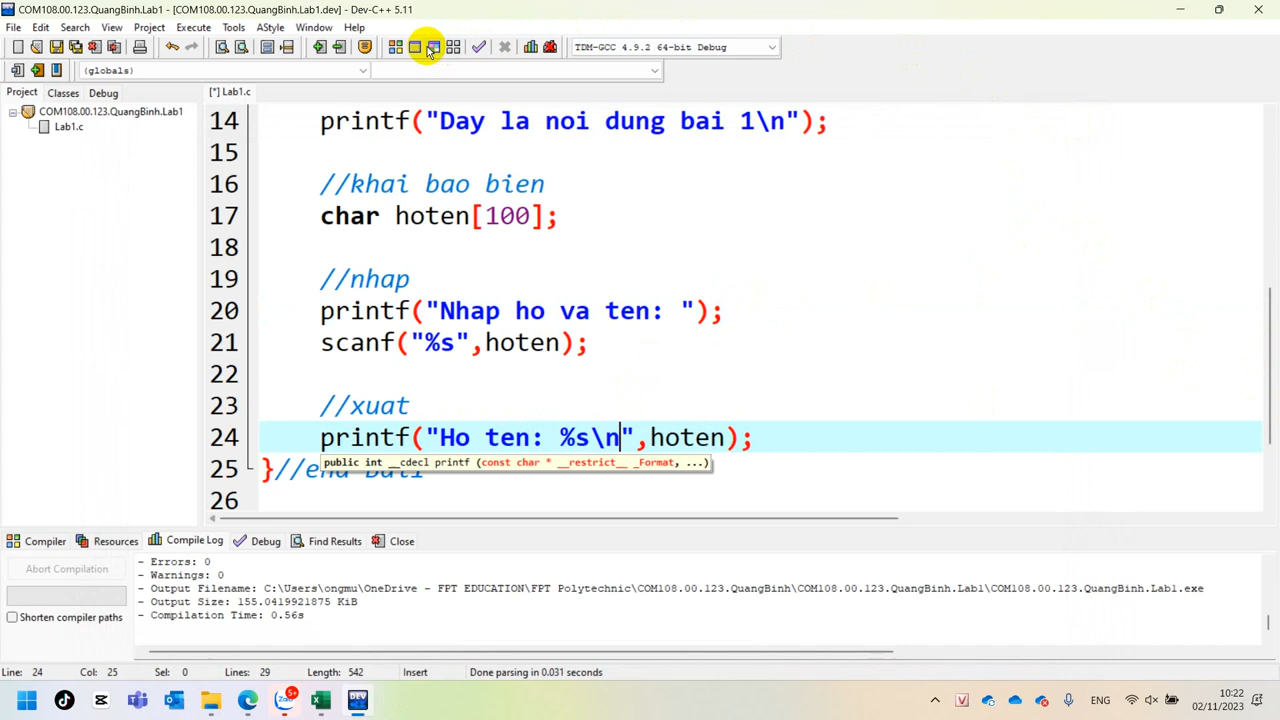 COM108.00.123.QuangBinh.Lab1 - [COM108.00.123.QuangBinh.Lab1.dev] - Dev-C++ 5.11
File Edit Search View Project Execute Tools AStyle Window Help
TDM-GCC 4.9.2 64-bit Debug
(globals)
Project Classes Debug
[*] Lab1.c
COM108.00.123.QuangBinh.Lab1
Lab1.c
14 printf("Day la noi dung bai 1\n");
15
16 //khai bao bien
17 char hoten[100];
18
19 //nhap
20 printf("Nhap ho va ten: ");
21 scanf("%s",hoten);
22
23 //xuat
24 printf("Ho ten: %s\n",hoten);
public int __cdecl printf (const char * __restrict__ _Format, ...)
25 }//end Bai1
26
Compiler Resources Compile Log Debug Find Results Close
Abort Compilation
Shorten compiler paths
- Errors: 0
- Warnings: 0
- Output Filename: C:\Users\ongmu\OneDrive - FPT EDUCATION\FPT Polytechnic\COM108.00.123.QuangBinh\COM108.00.123.QuangBinh.Lab1\COM108.00.123.QuangBinh.Lab1.exe
- Output Size: 155.0419921875 KiB
- Compilation Time: 0.56s
Line: 24 Col: 25 Sel: 0 Lines: 29 Length: 542 Insert Done parsing in 0.031 seconds
5+
Zalo
DEV
ENG
10:22
02/11/2023